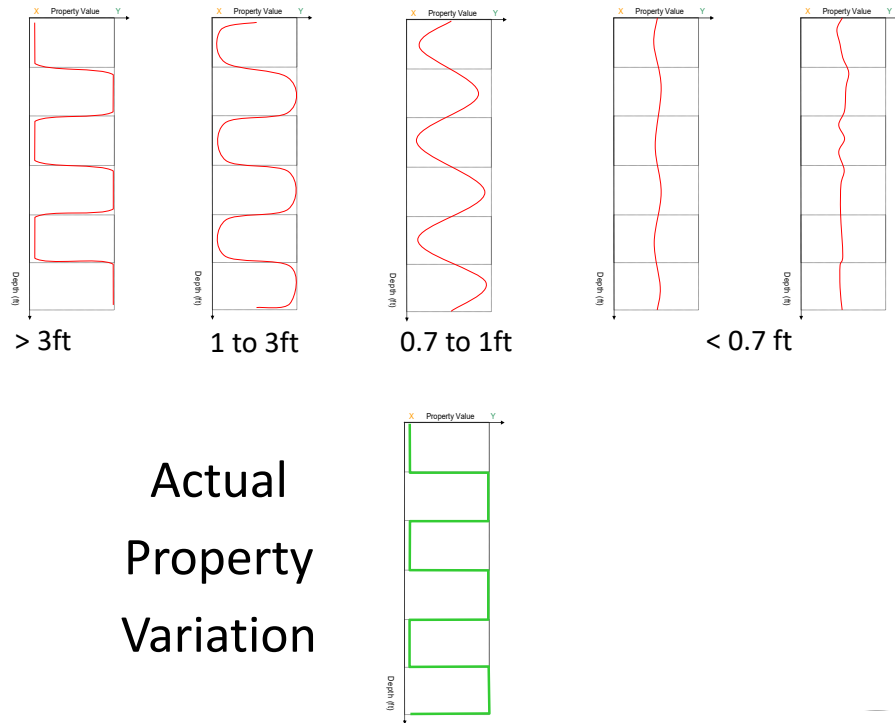 X Property Value Y
X Property Value Y
X Property Value Y
X Property Value Y
X Property Value Y
Depth (ft)
Depth (ft)
Depth (ft)
Depth (ft)
Depth (ft)
> 3ft
1 to 3ft
0.7 to 1ft
< 0.7 ft
X Property Value Y
Actual
Property
Variation
Depth (ft)